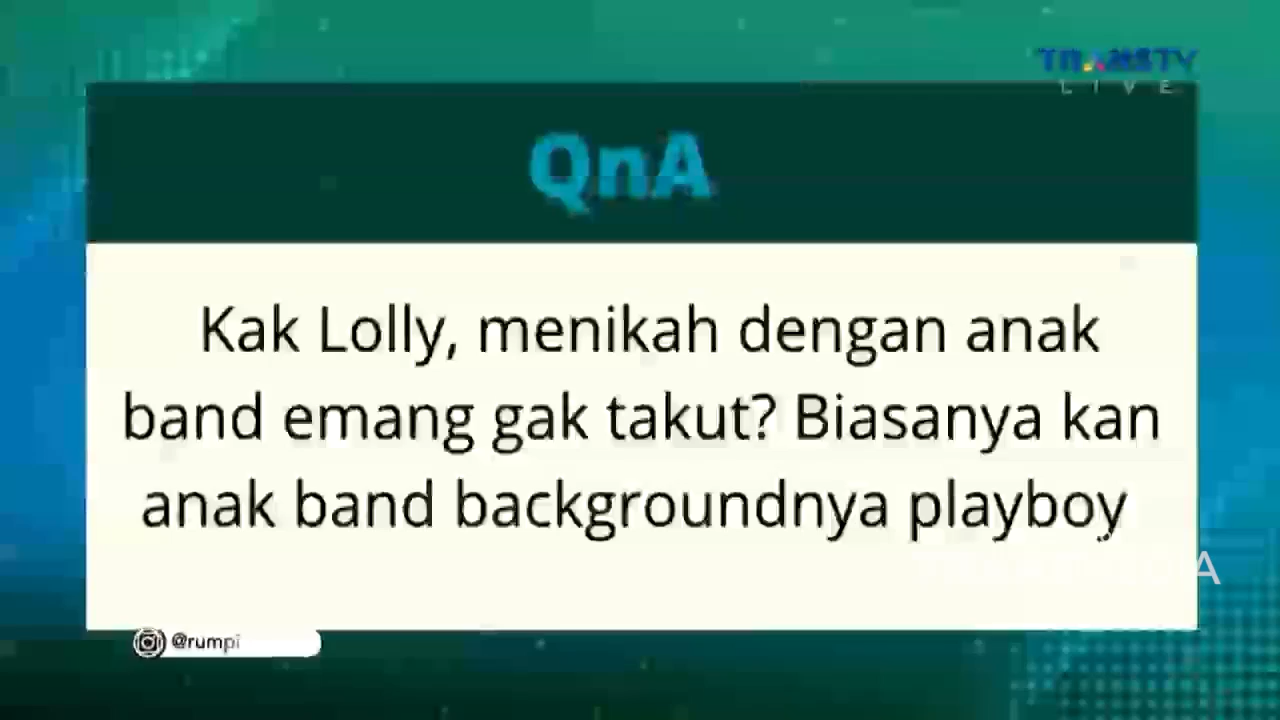 TRANSTV
LIVE
QnA
Kak Lolly, menikah dengan anak
band emang gak takut? Biasanya kan
anak band backgroundnya playboy
@rumpi